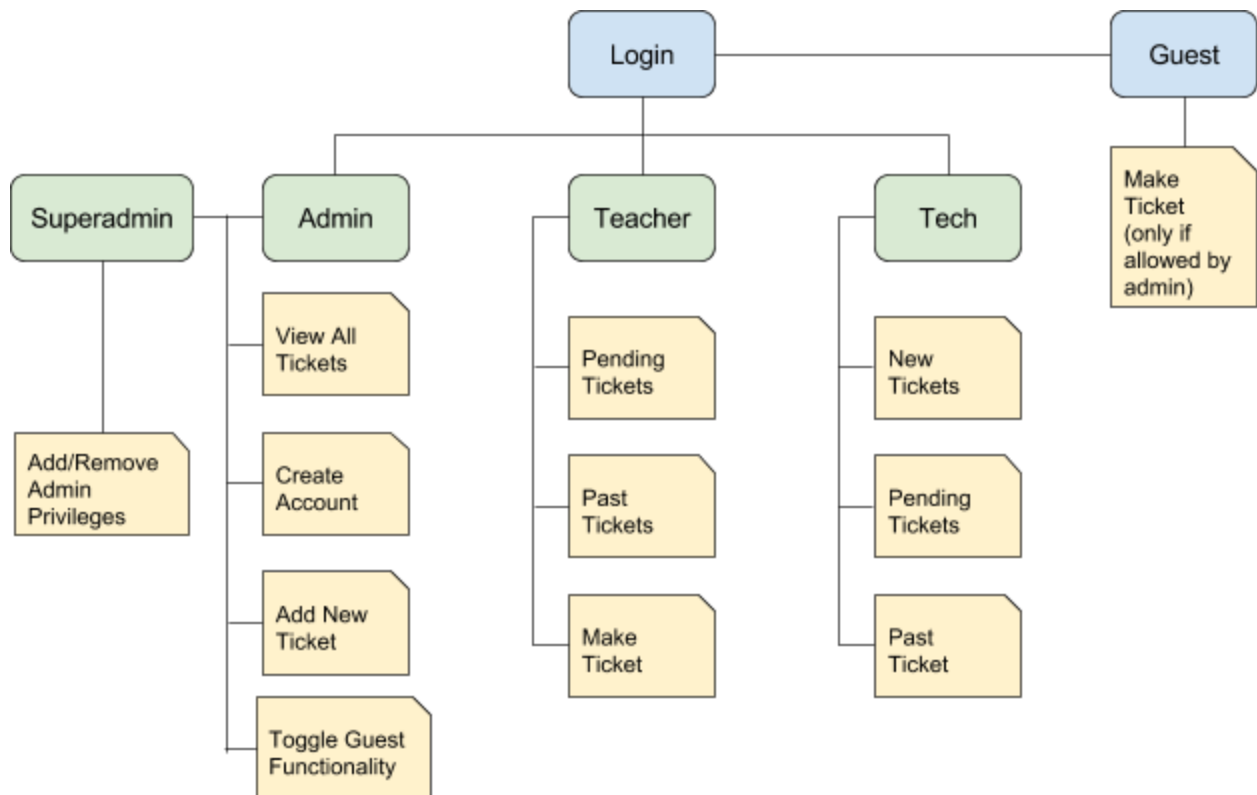 Login
Guest
Superadmin
Admin
Teacher
Tech
Make
Ticket
(only if
allowed by
admin)
View All
Tickets
Pending
Tickets
New
Tickets
Add/Remove
Admin
Privileges
Create
Account
Past
Tickets
Pending
Tickets
Add New
Ticket
Make
Ticket
Past
Ticket
Toggle Guest
Functionality